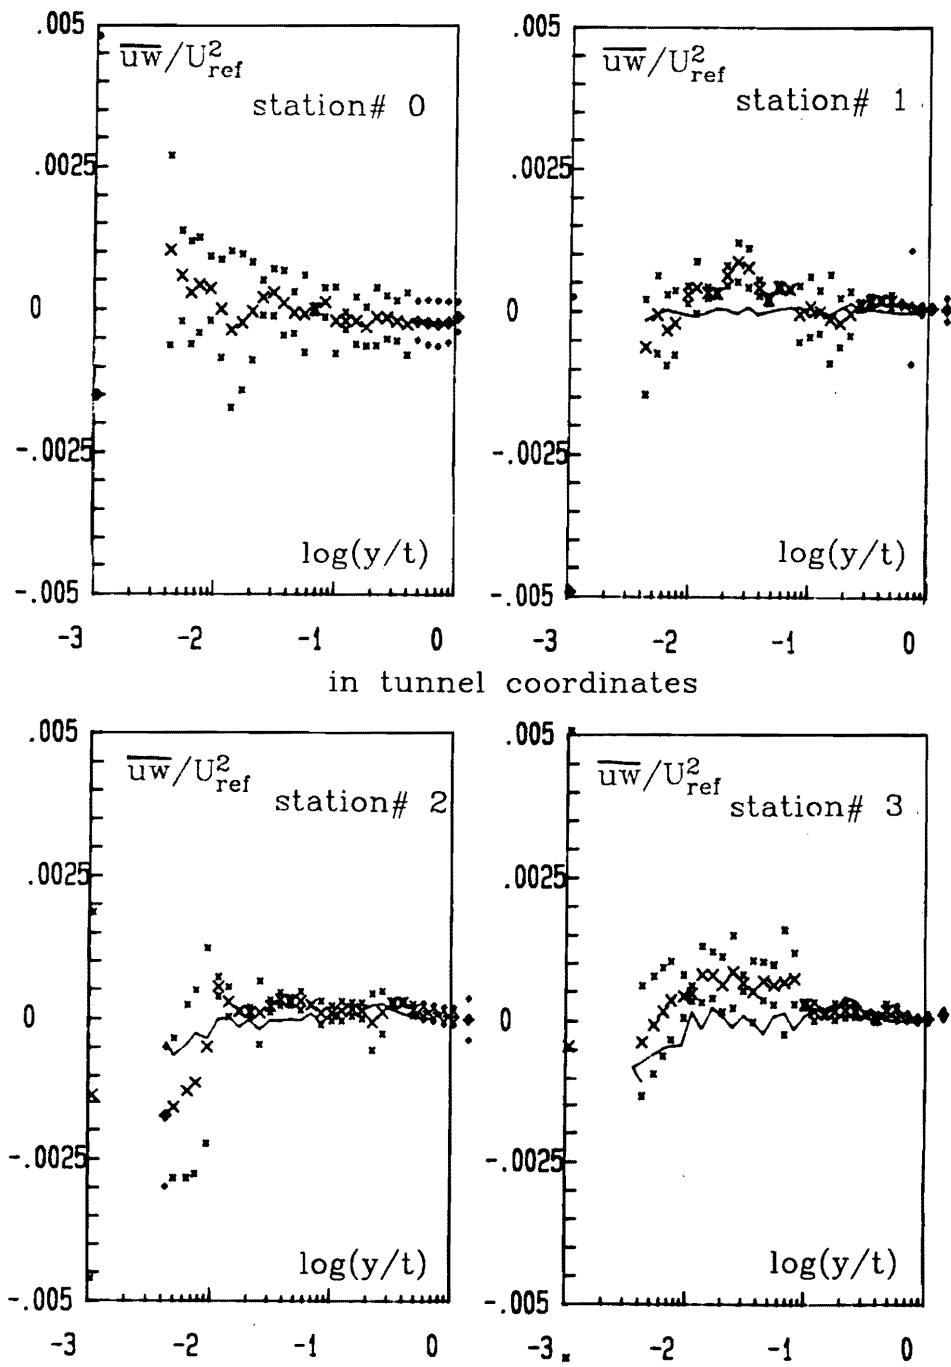 .005
uw/U²ref
station# 0
.0025
0
-.0025
log(y/t)
-.005
-3 -2 -1 0
.005
uw/U²ref
station# 1
.0025
0
-.0025
log(y/t)
-.005
-3 -2 -1 0
in tunnel coordinates
.005
uw/U²ref
station# 2
.0025
0
-.0025
log(y/t)
-.005
-3 -2 -1 0
.005
uw/U²ref
station# 3
.0025
0
-.0025
log(y/t)
-.005
-3 -2 -1 0